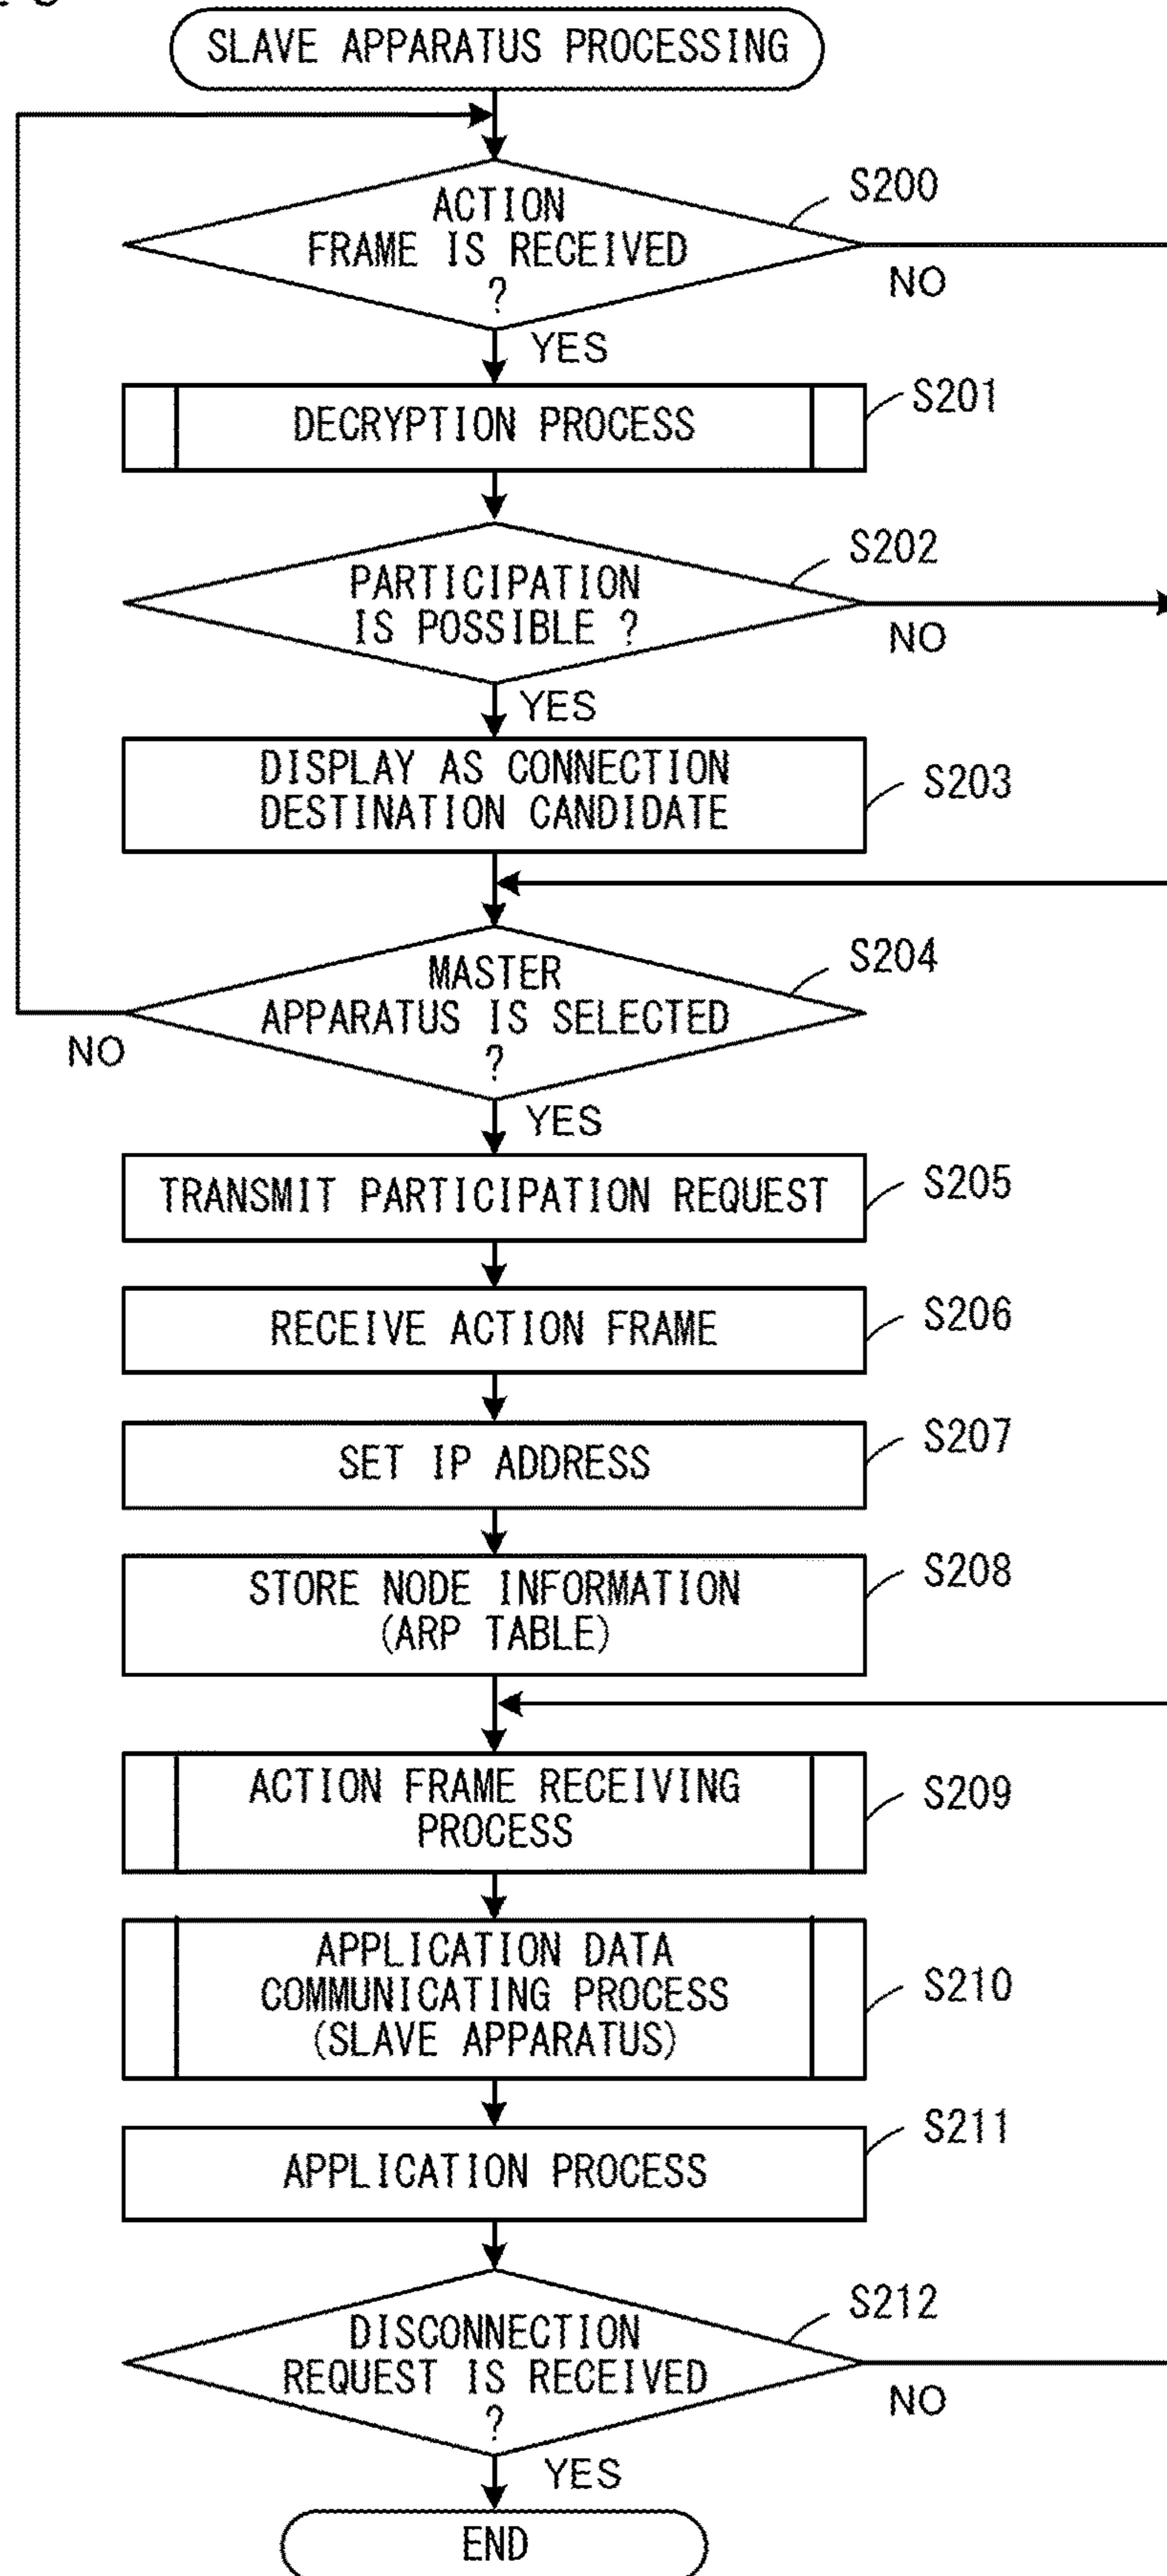 SLAVE APPARATUS PROCESSING
ACTION
FRAME IS RECEIVED
?
S200
NO
YES
DECRYPTION PROCESS
S201
PARTICIPATION
IS POSSIBLE ?
S202
NO
YES
DISPLAY AS CONNECTION
DESTINATION CANDIDATE
S203
MASTER
APPARATUS IS SELECTED
?
S204
NO
YES
TRANSMIT PARTICIPATION REQUEST
S205
RECEIVE ACTION FRAME
S206
SET IP ADDRESS
S207
STORE NODE INFORMATION
(ARP TABLE)
S208
ACTION FRAME RECEIVING
PROCESS
S209
APPLICATION DATA
COMMUNICATING PROCESS
(SLAVE APPARATUS)
S210
APPLICATION PROCESS
S211
DISCONNECTION
REQUEST IS RECEIVED
?
S212
NO
YES
END